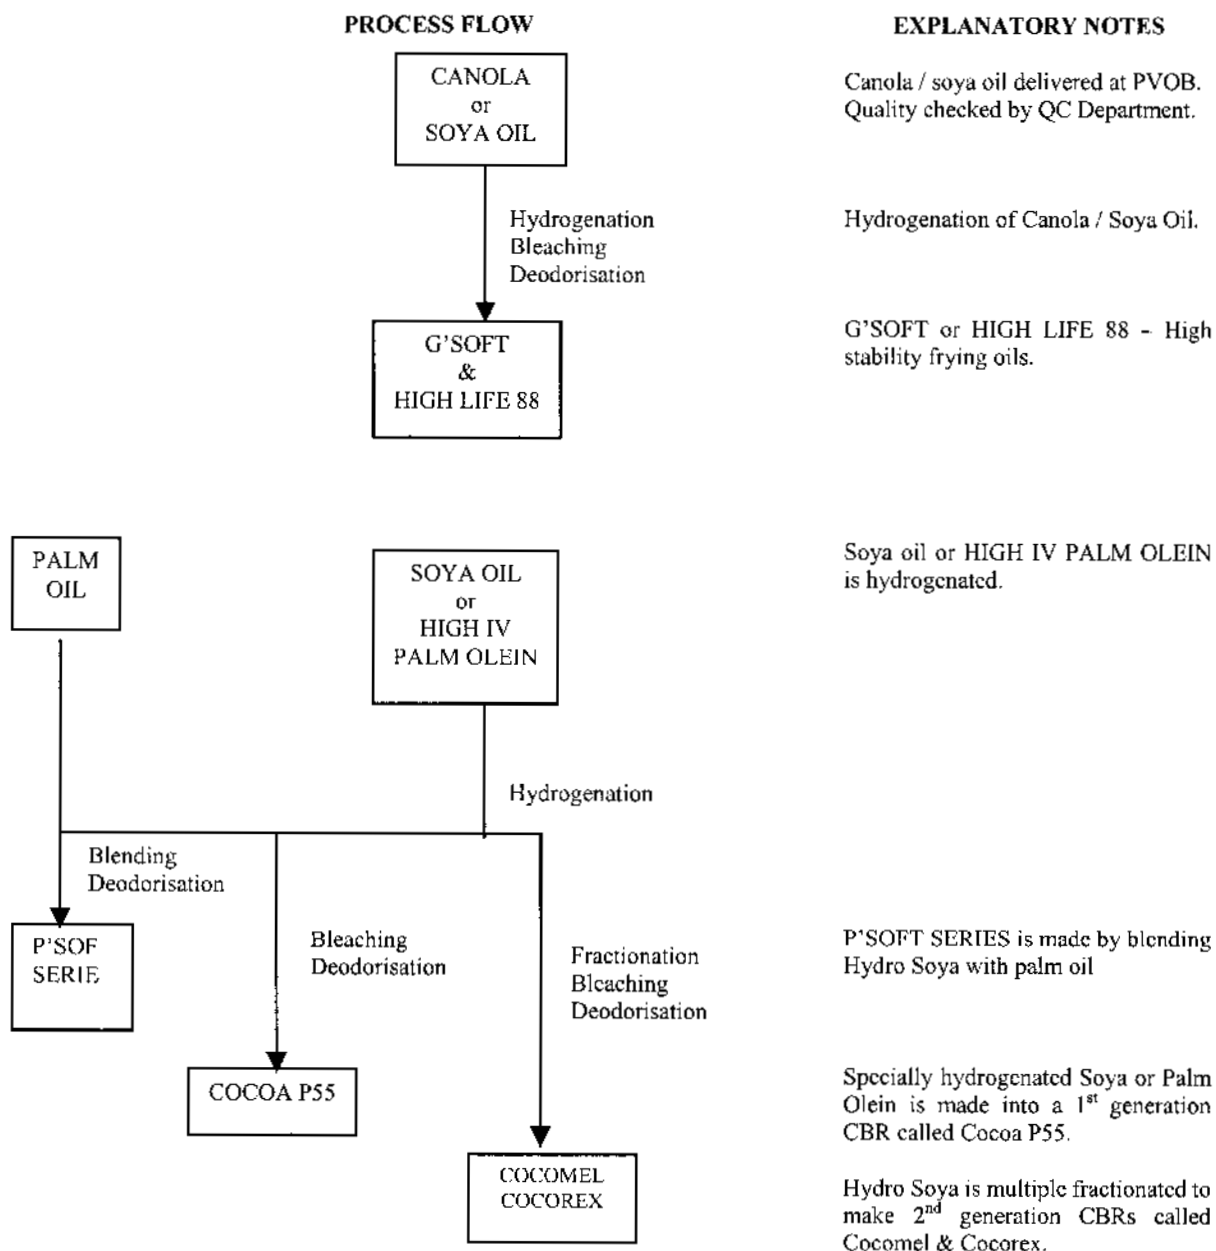 PROCESS FLOW
EXPLANATORY NOTES
CANOLA
or
SOYA OIL
Canola / soya oil delivered at PVOB.
Quality checked by QC Department.
Hydrogenation
Bleaching
Deodorisation
Hydrogenation of Canola / Soya Oil.
G'SOFT
&
HIGH LIFE 88
G'SOFT or HIGH LIFE 88 – High
stability frying oils.
PALM
OIL
SOYA OIL
or
HIGH IV
PALM OLEIN
Soya oil or HIGH IV PALM OLEIN
is hydrogenated.
Hydrogenation
Blending
Deodorisation
P'SOF
SERIE
Bleaching
Deodorisation
Fractionation
Bleaching
Deodorisation
P'SOFT SERIES is made by blending
Hydro Soya with palm oil
COCOA P55
Specially hydrogenated Soya or Palm
Olein is made into a 1st generation
CBR called Cocoa P55.
COCOMEL
COCOREX
Hydro Soya is multiple fractionated to
make 2nd generation CBRs called
Cocomel & Cocorex.